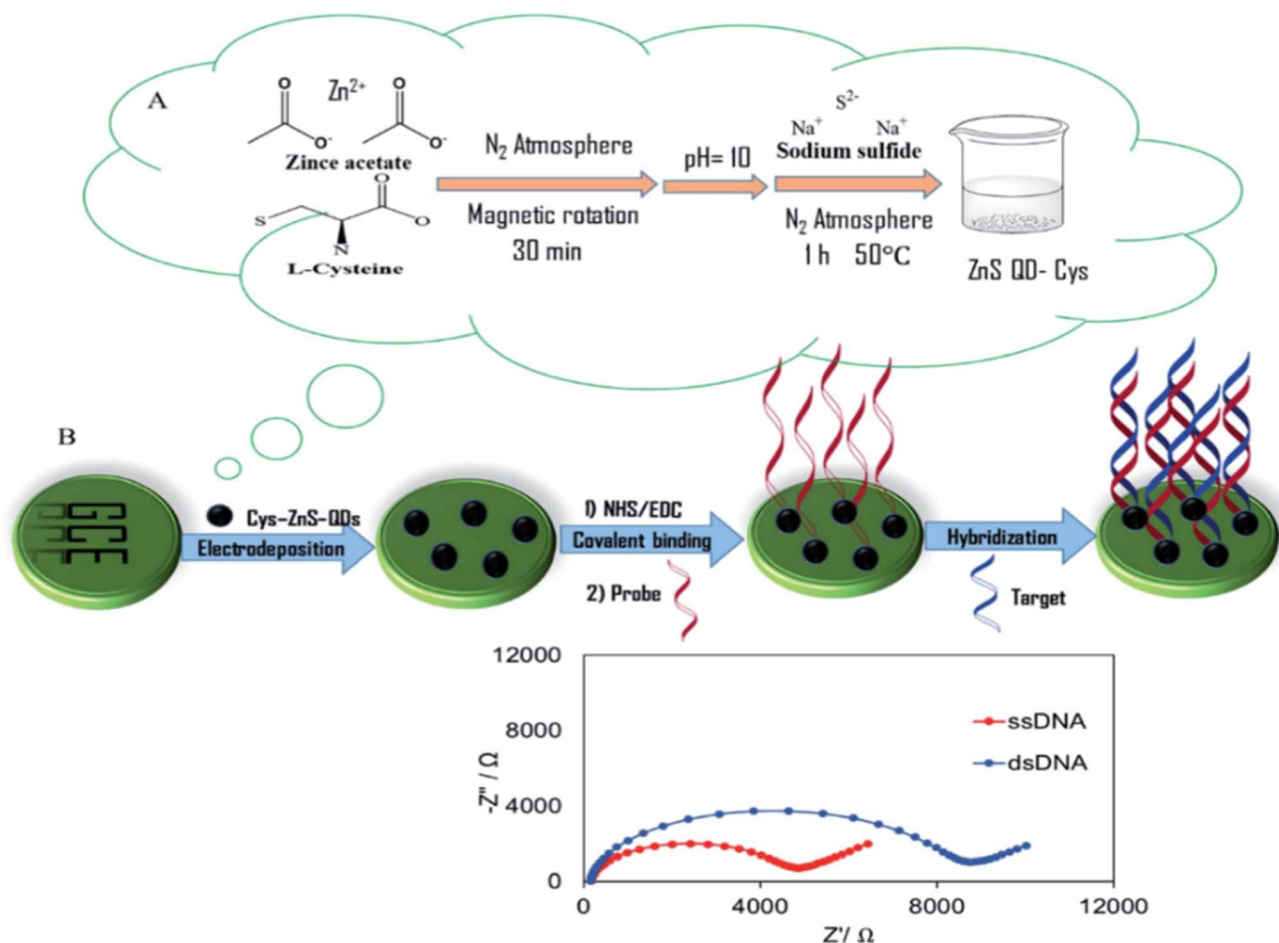 A
Zn²⁺
O
O
O⁻
O⁻
Zince acetate
O
S
O
N
L-Cysteine
N₂ Atmosphere
Magnetic rotation
30 min
pH= 10
S²⁻
Na⁺ Na⁺
Sodium sulfide
N₂ Atmosphere
1 h 50°C
ZnS QD- Cys
B
GCE
Cys-ZnS-QDs
Electrodeposition
1) NHS/EDC
Covalent binding
2) Probe
Hybridization
Target
12000
8000
4000
0
-Z''/ Ω
ssDNA
dsDNA
0 4000 8000 12000
Z'/ Ω